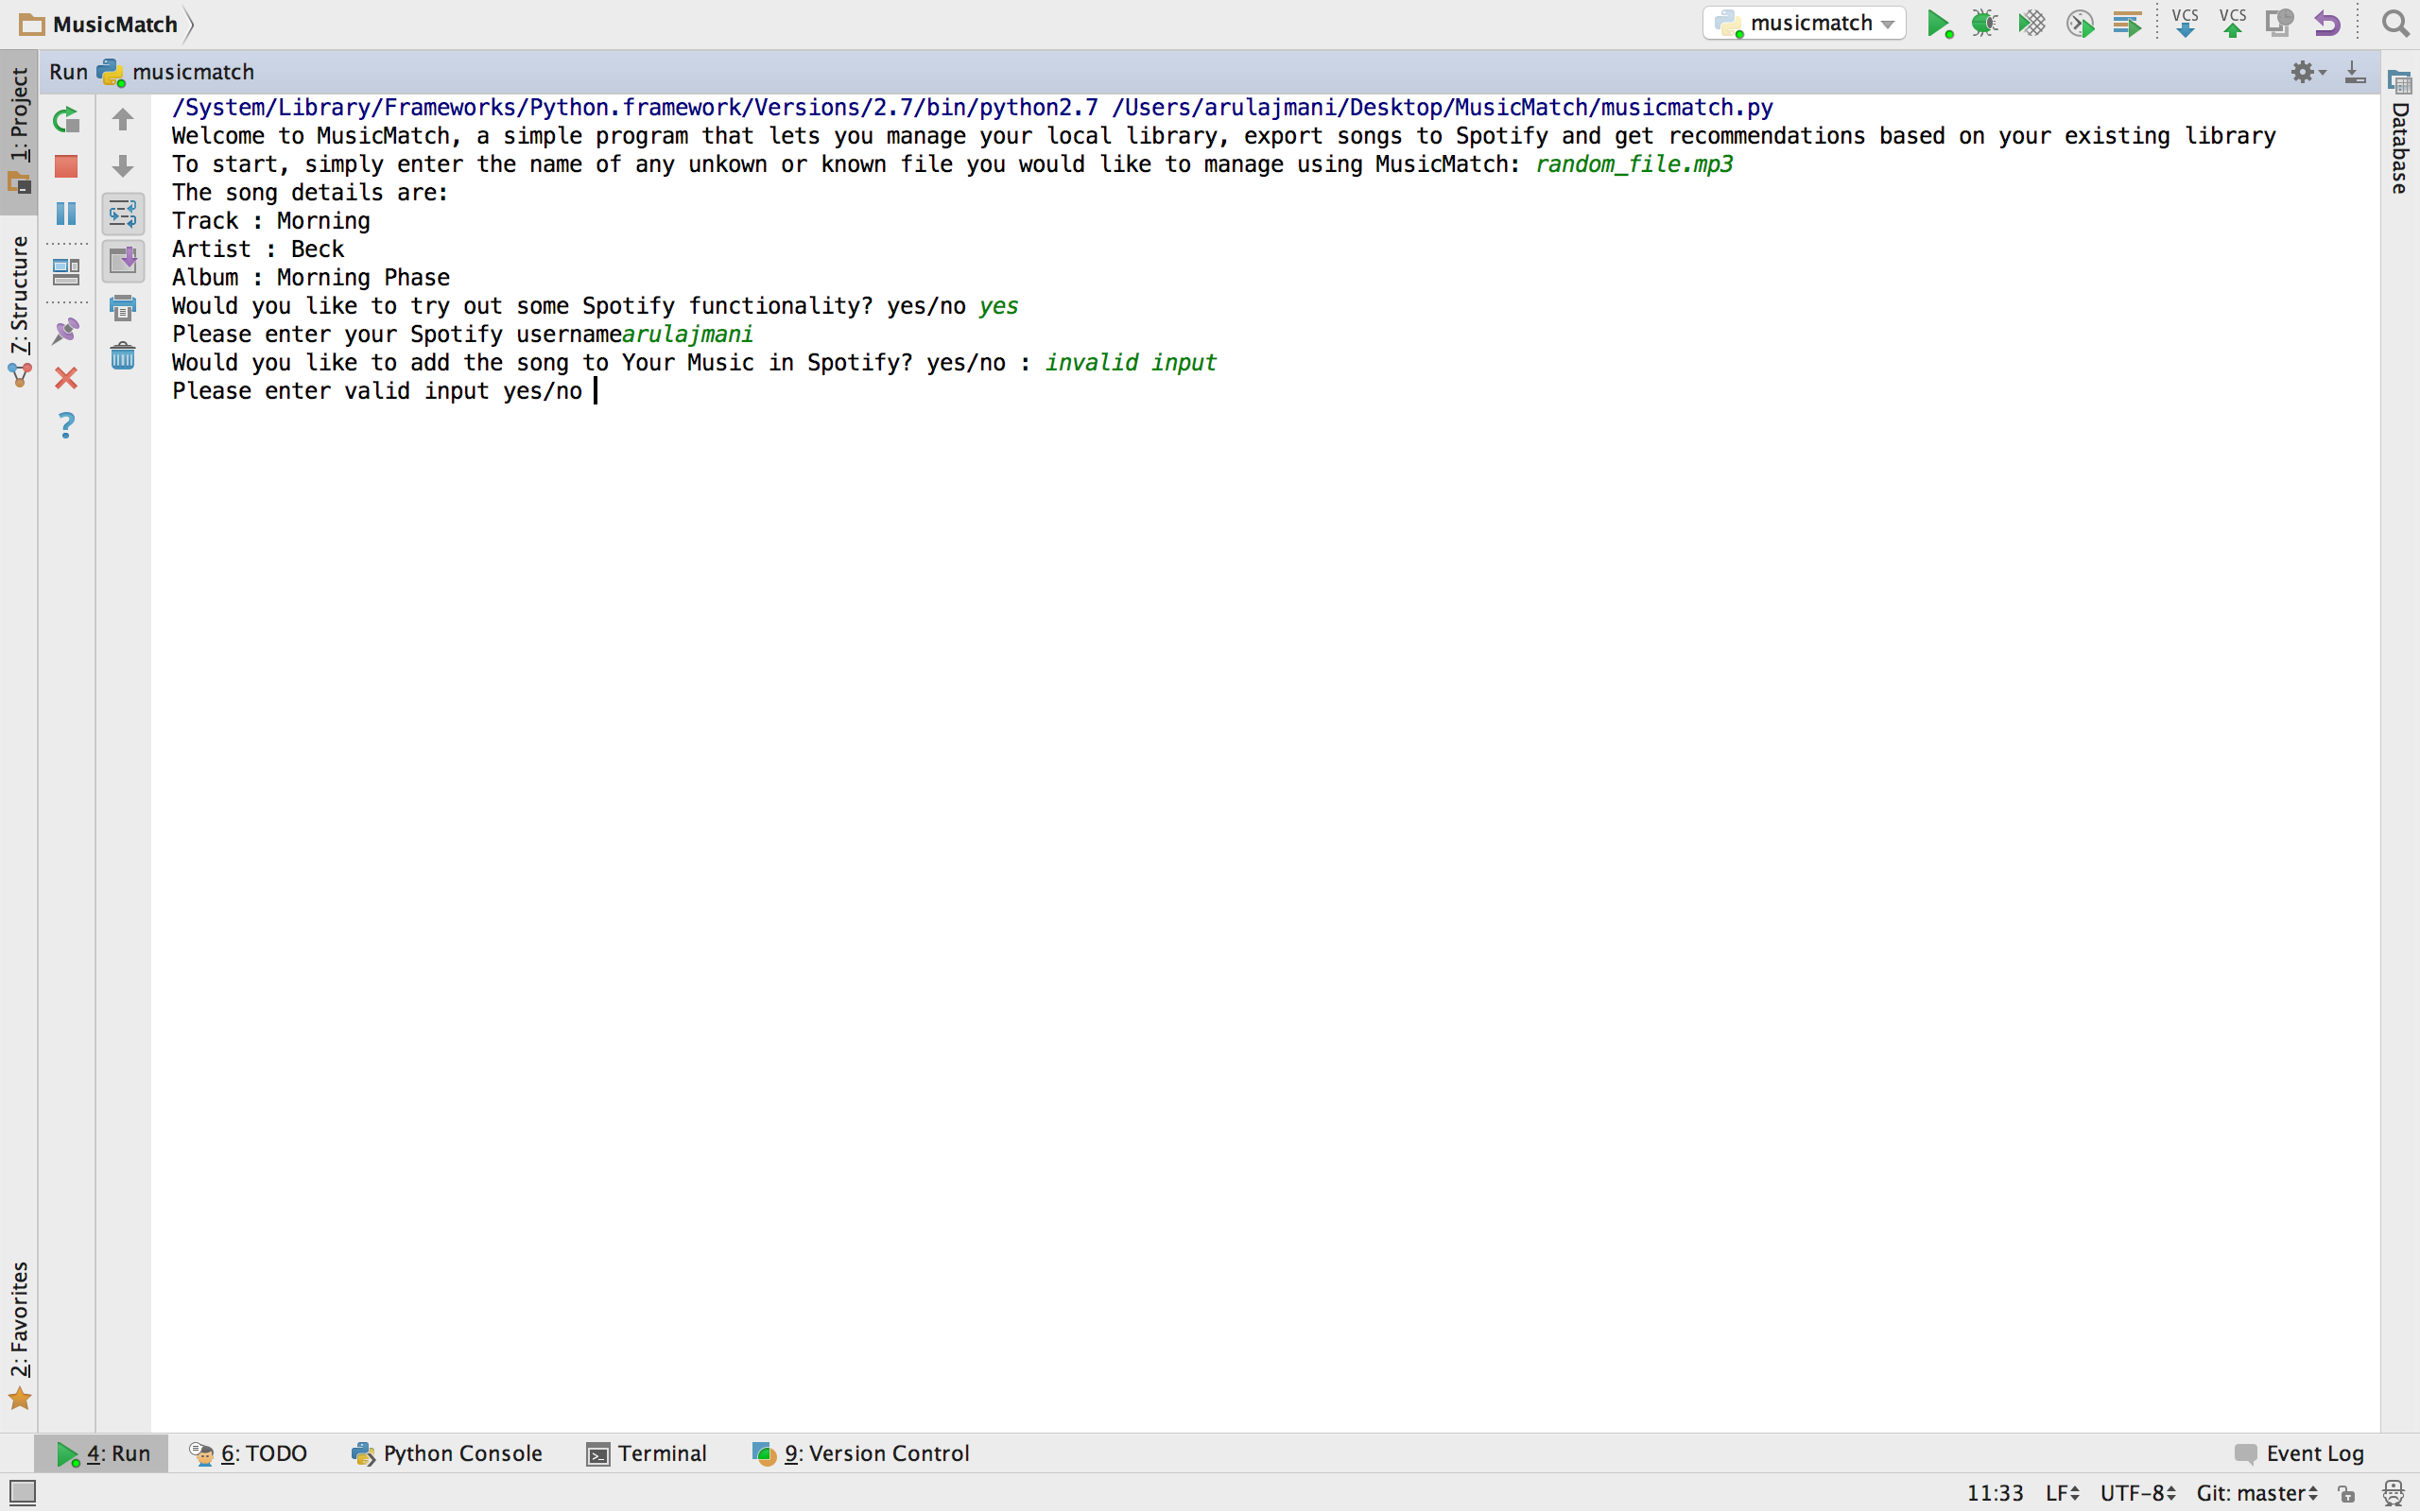 MusicMatch
musicmatch
VCS VCS
Run musicmatch
1: Project
7: Structure
2: Favorites
Database
/System/Library/Frameworks/Python.framework/Versions/2.7/bin/python2.7 /Users/arulajmani/Desktop/MusicMatch/musicmatch.py
Welcome to MusicMatch, a simple program that lets you manage your local library, export songs to Spotify and get recommendations based on your existing library
To start, simply enter the name of any unkown or known file you would like to manage using MusicMatch: random_file.mp3
The song details are:
Track : Morning
Artist : Beck
Album : Morning Phase
Would you like to try out some Spotify functionality? yes/no yes
Please enter your Spotify usernamearulajmani
Would you like to add the song to Your Music in Spotify? yes/no : invalid input
Please enter valid input yes/no
4: Run 6: TODO Python Console Terminal 9: Version Control Event Log
11:33 LF UTF-8 Git: master